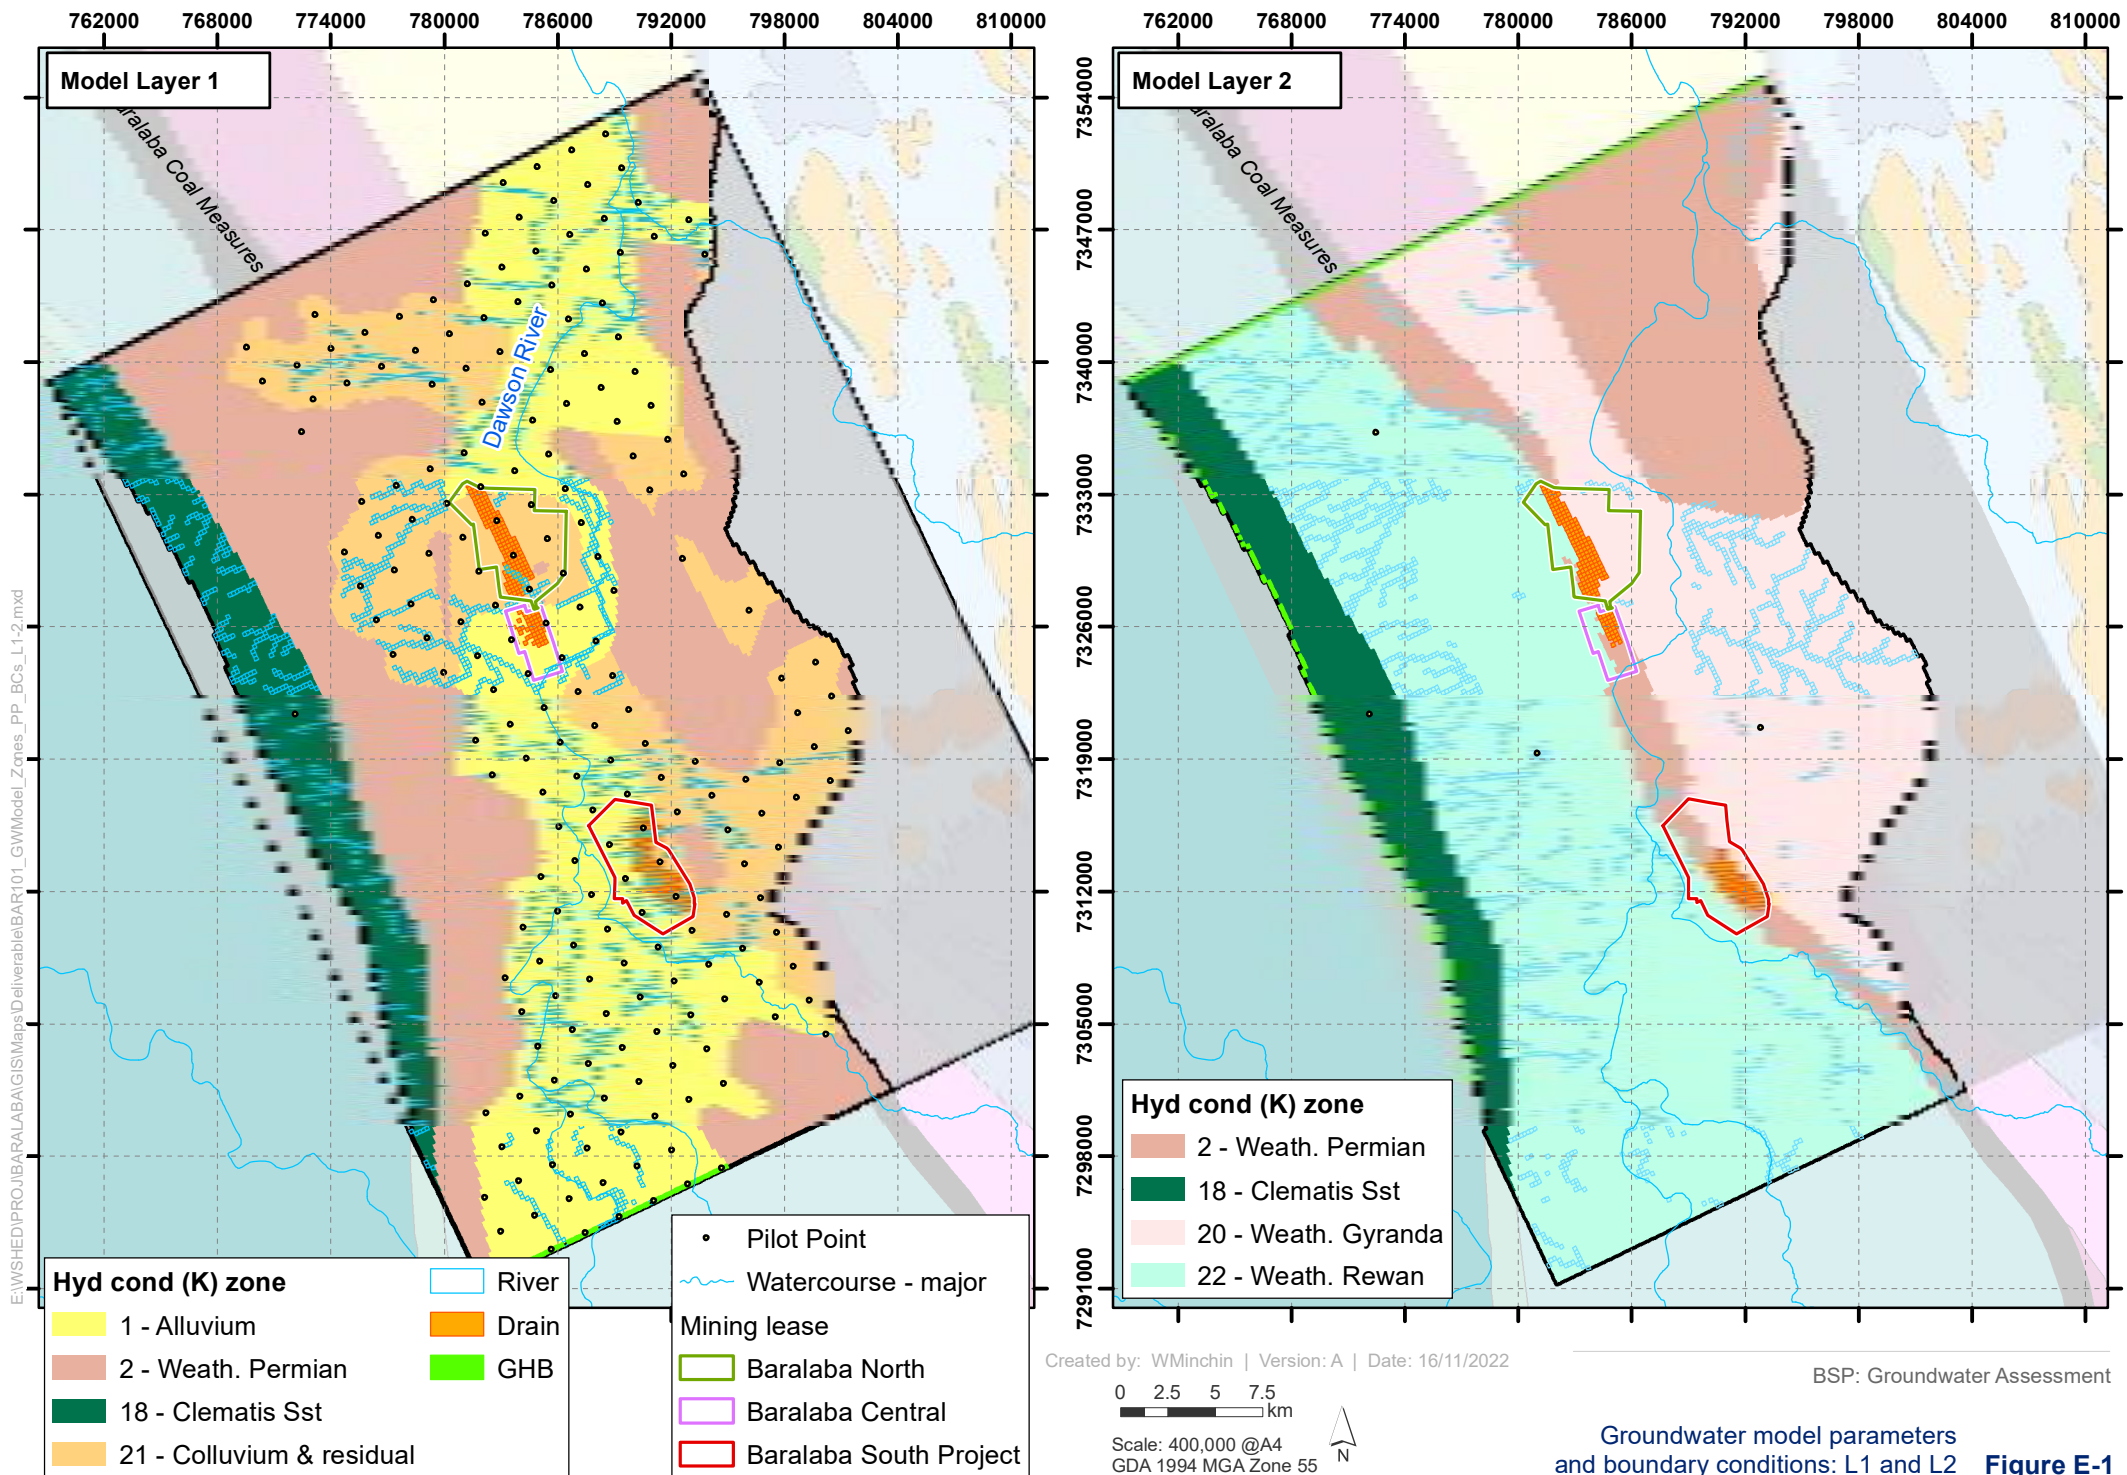 762000 768000 774000 780000 786000 792000 798000 804000 810000
762000 768000 774000 780000 786000 792000 798000 804000 810000
Model Layer 1
Model Layer 2
Coal Measures
Coal Measures
Dawson River
7354000
7347000
7340000
7333000
7326000
7319000
7312000
7305000
7298000
7291000
E:\WSHED\PROJ\BARALABA\GIS\Maps\Deliverable\BAR101_GWModel_Zones_PP_BCs_L1-2.mxd
Hyd cond (K) zone
1 - Alluvium
2 - Weath. Permian
18 - Clematis Sst
21 - Colluvium & residual
River
Drain
GHB
Pilot Point
Watercourse - major
Mining lease
Baralaba North
Baralaba Central
Baralaba South Project
Hyd cond (K) zone
2 - Weath. Permian
18 - Clematis Sst
20 - Weath. Gyranda
22 - Weath. Rewan
Created by: WMinchin | Version: A | Date: 16/11/2022
0 2.5 5 7.5
km
Scale: 400,000 @A4
GDA 1994 MGA Zone 55
N
BSP: Groundwater Assessment
Groundwater model parameters
and boundary conditions: L1 and L2
Figure E-1